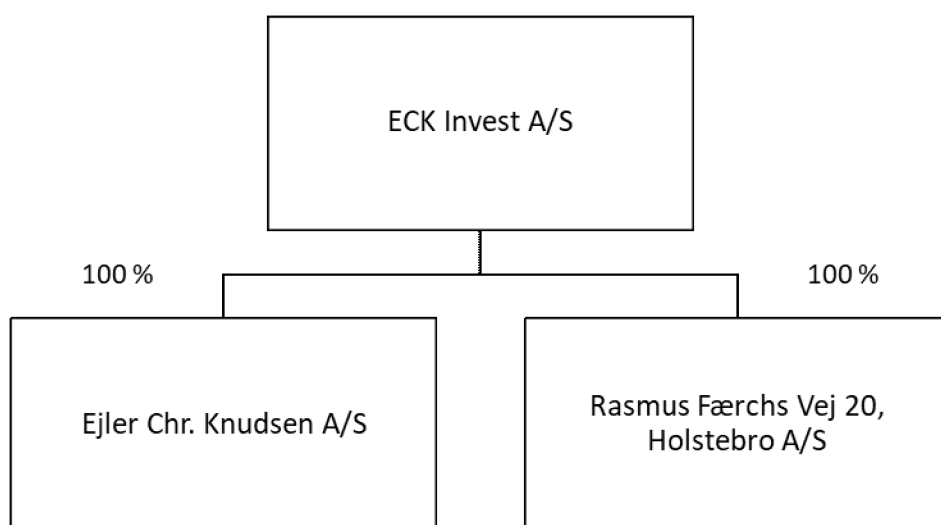 ECK Invest A/S
100 %
100 %
Ejler Chr. Knudsen A/S
Rasmus Færchs Vej 20,
Holstebro A/S